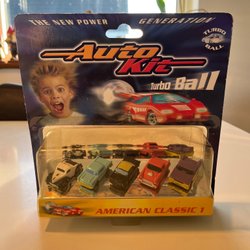 THE NEW POWER GENERATION
TURBO
BALL
Auto
Kit
Turbo Ball
AMERICAN CLASSIC 1